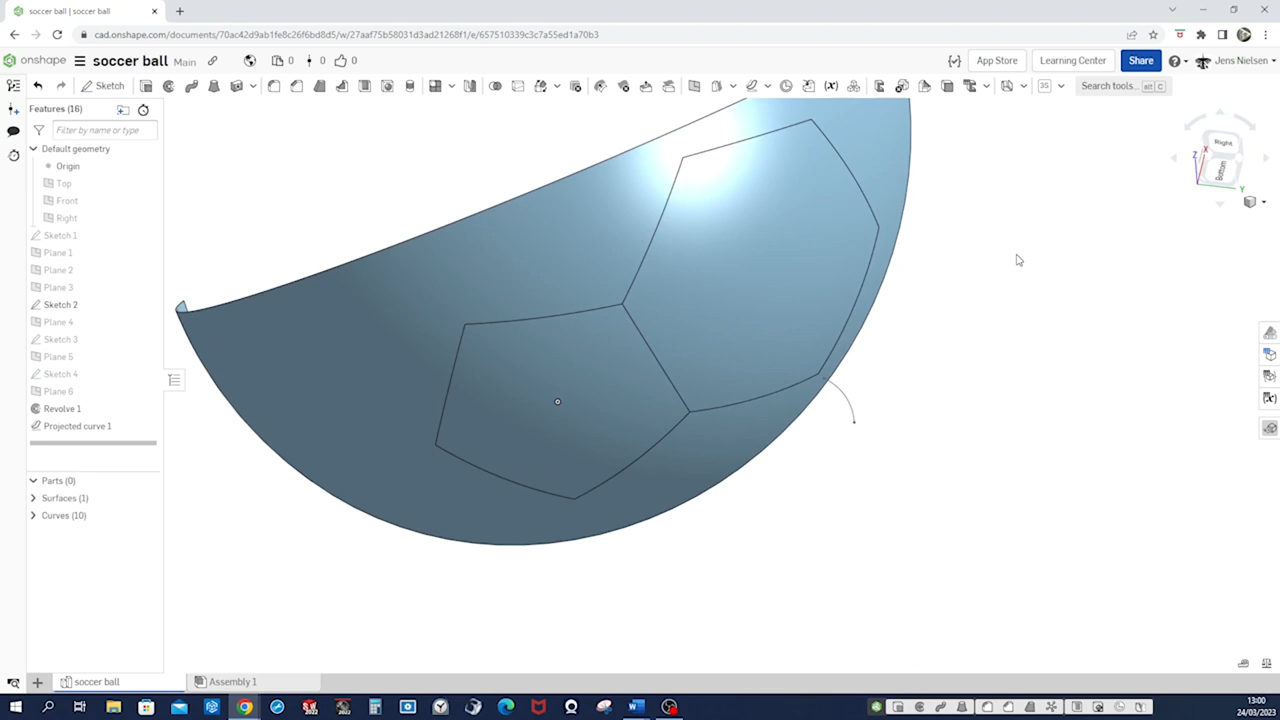 soccer ball | soccer ball
cad.onshape.com/documents/70ac42d9ab1fe8c26f6bd8d5/w/27aaf75b58031d3ad21268f1/e/657510339c3c7a55ed1a70b3
onshape soccer ball Main 0 0 0 App Store Learning Center Share Jens Nielsen
Sketch Search tools... alt C
Features (16)
Filter by name or type
Default geometry
Origin
Top
Front
Right
Sketch 1
Plane 1
Plane 2
Plane 3
Sketch 2
Plane 4
Sketch 3
Plane 5
Sketch 4
Plane 6
Revolve 1
Projected curve 1
Parts (0)
Surfaces (1)
Curves (10)
Right
Bottom
X
Z
Y
soccer ball Assembly 1
13:00
24/03/2023